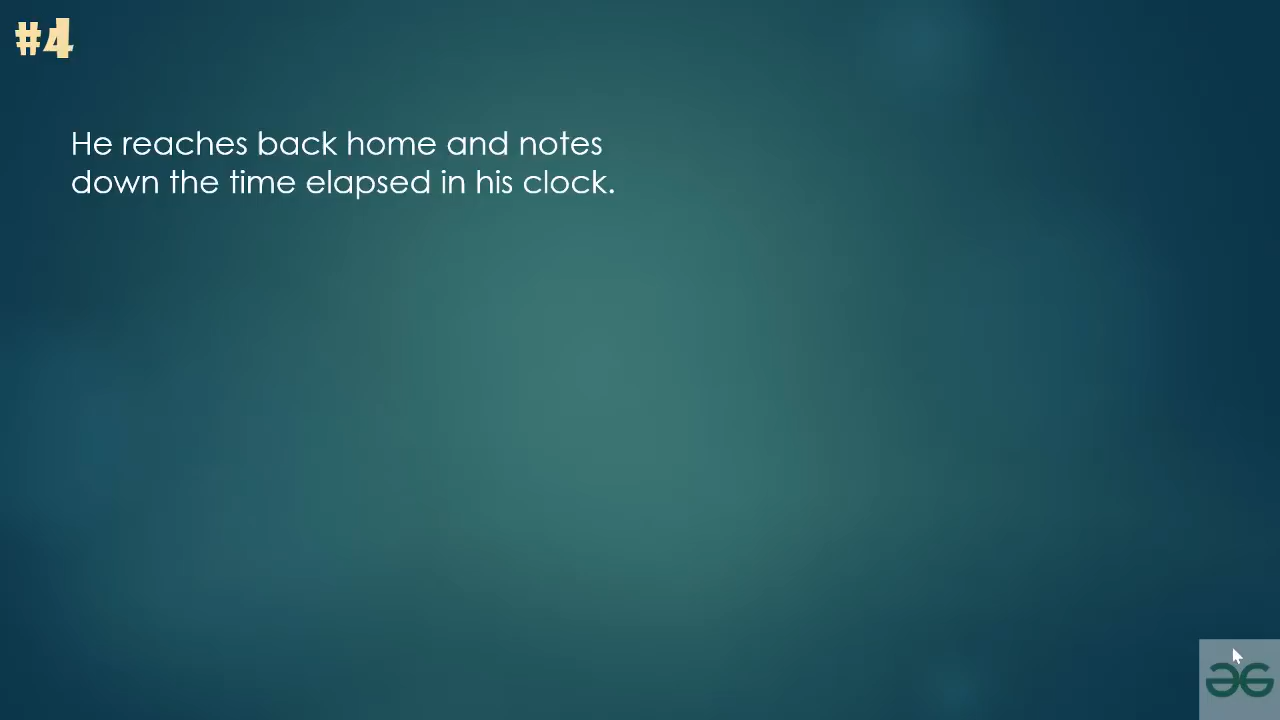 #4
He reaches back home and notes
down the time elapsed in his clock.